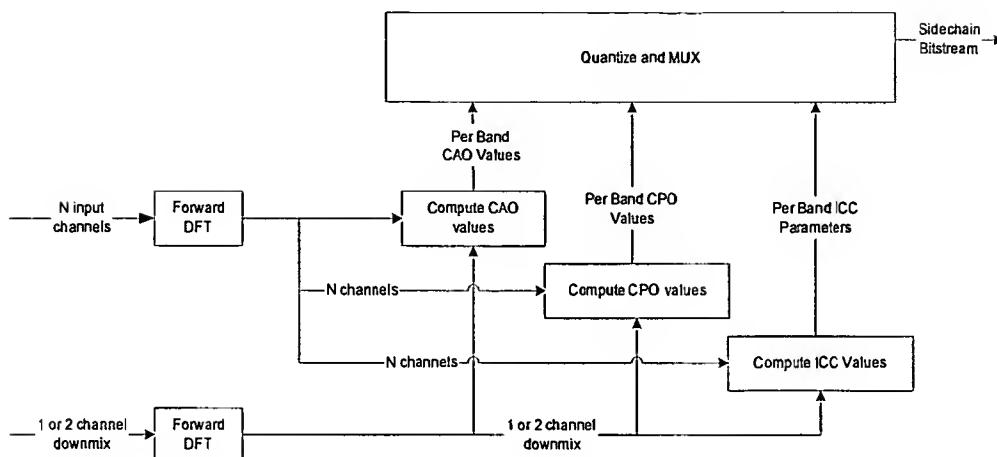 Quantize and MUX
Sidechain
Bitstream
Per Band
CAO Values
Per Band CPO
Values
Per Band ICC
Parameters
N input
channels
Forward
DFT
Compute CAO
values
N channels
Compute CPO values
N channels
Compute ICC Values
1 or 2 channel
downmix
Forward
DFT
1 or 2 channel
downmix